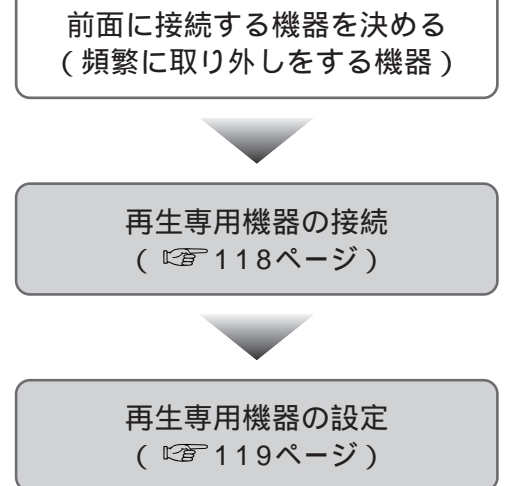 前面に接続する機器を決める
（頻繁に取り外しをする機器）
再生専用機器の接続
（☞118ページ）
再生専用機器の設定
（☞119ページ）